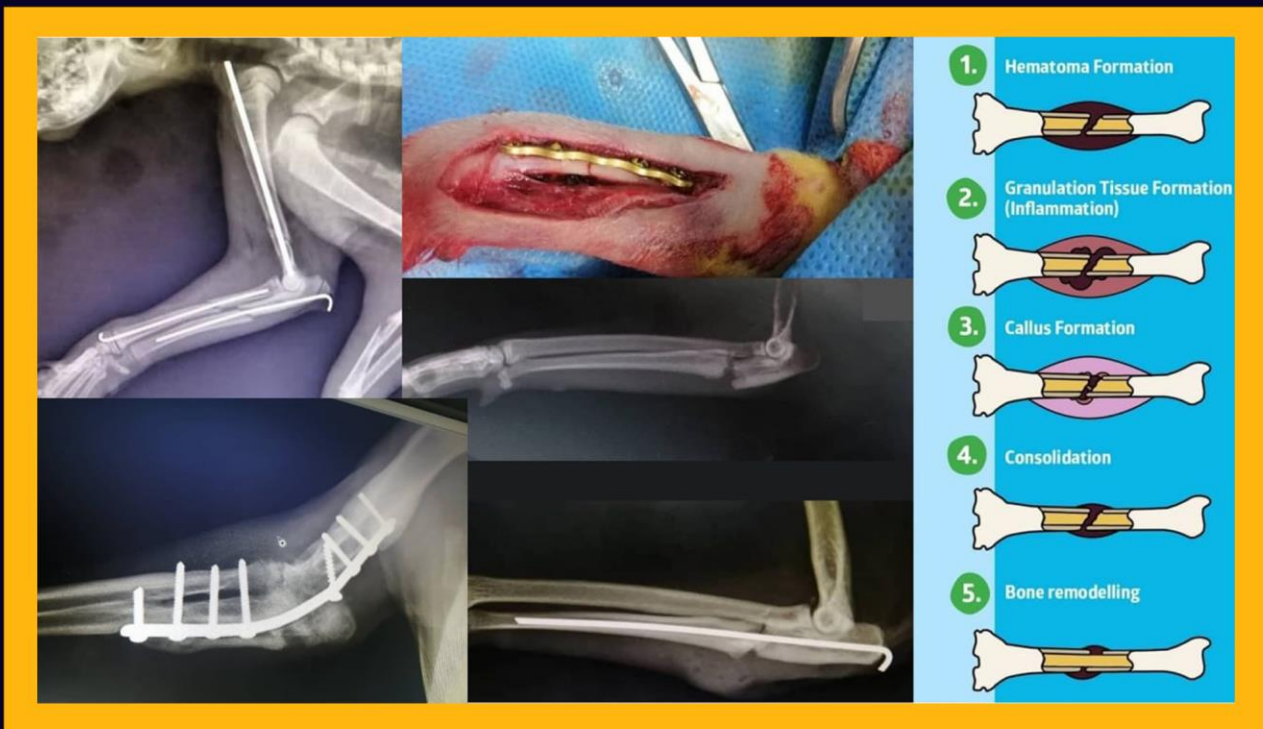 1.
Hematoma Formation
2.
Granulation Tissue Formation
(Inflammation)
3.
Callus Formation
4.
Consolidation
5.
Bone remodelling